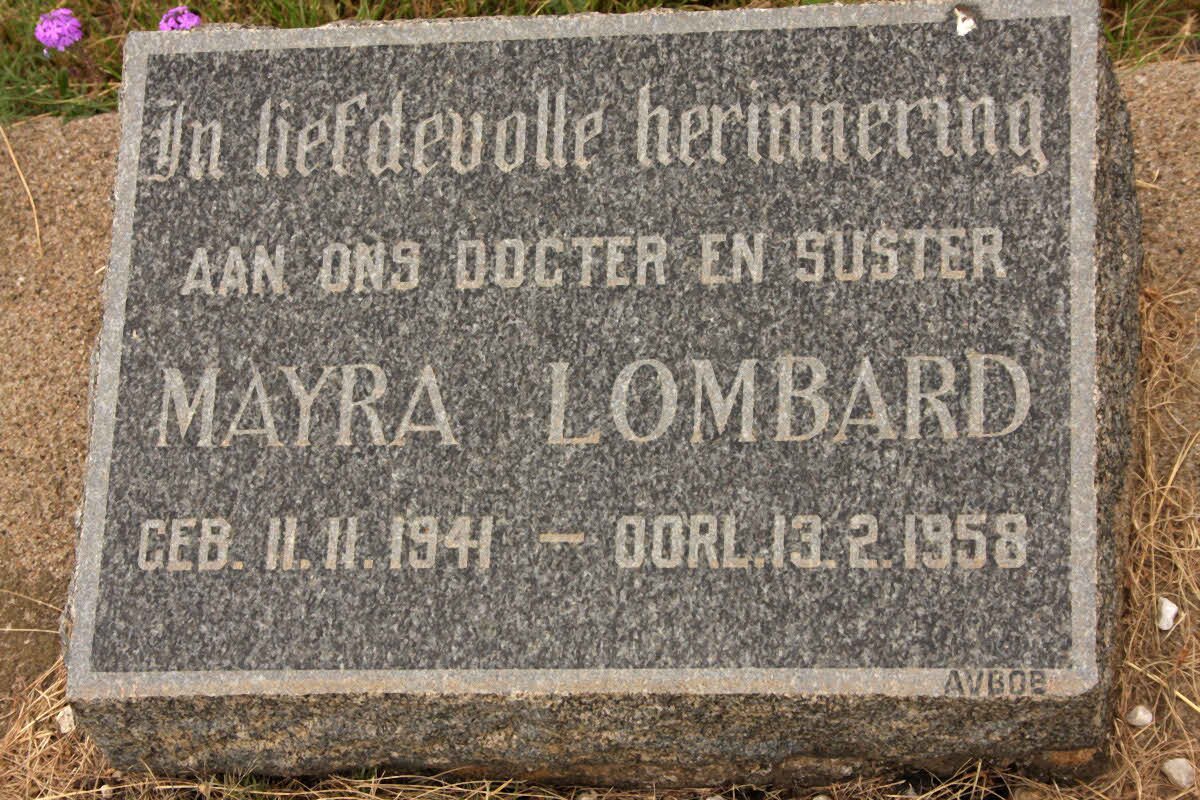 In liefdevolle herinnering
AAN ONS DOCTER EN SUSTER
MAYRA LOMBARD
GEB. 11.11.1941 — OORL.13.2.1958
AVBOB